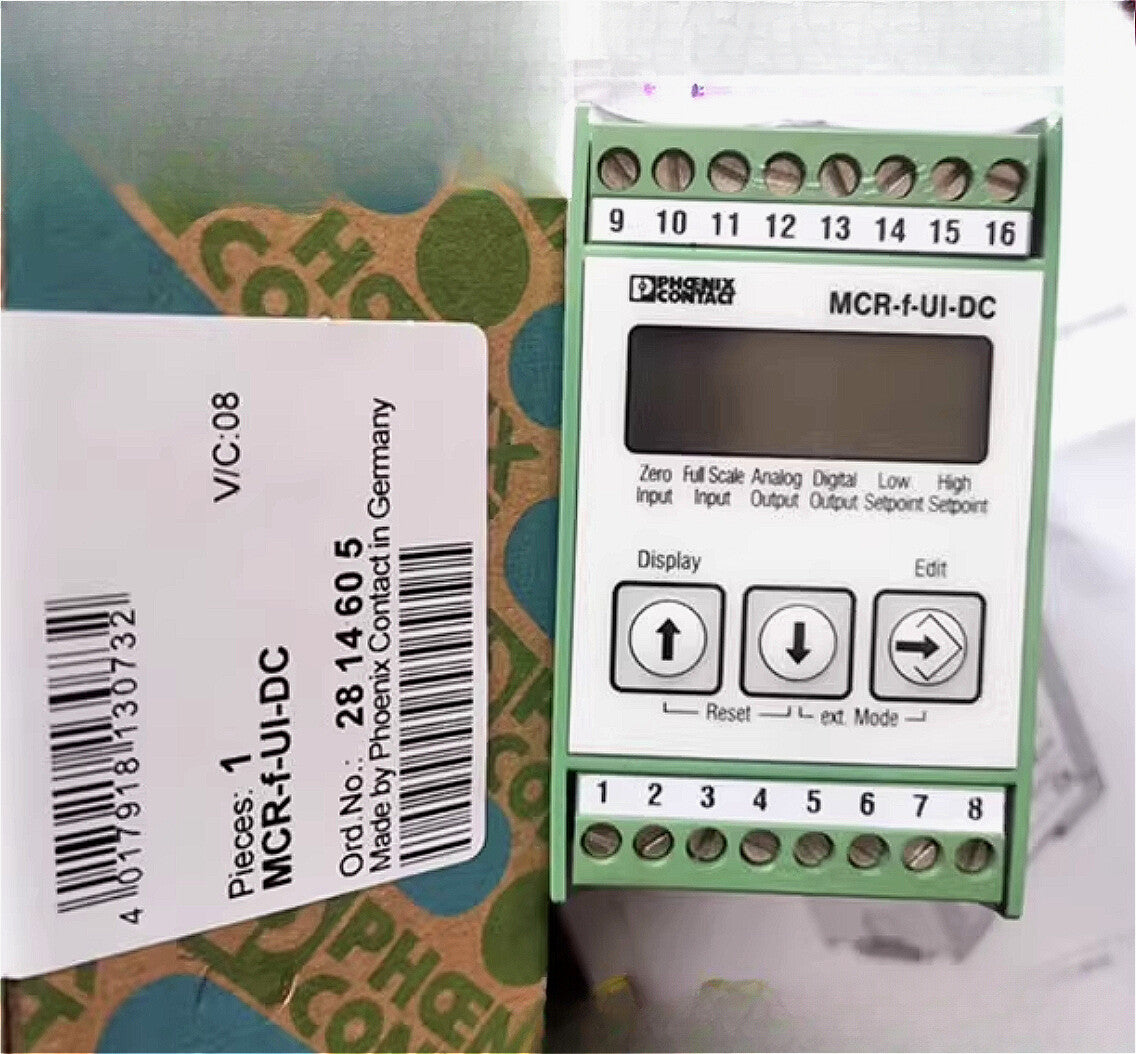 PHŒNIX
CONTACT
MCR-f-UI-DC
9 10 11 12 13 14 15 16
Zero Input
Full Scale Input
Analog Output
Digital Output
Low Setpoint
High Setpoint
Display
Edit
Reset
ext. Mode
1 2 3 4 5 6 7 8
4 017918 130732
V/C:08
Pieces: 1
MCR-f-UI-DC
Ord.No.: 28 14 60 5
Made by Phoenix Contact in Germany
PHŒN
CON